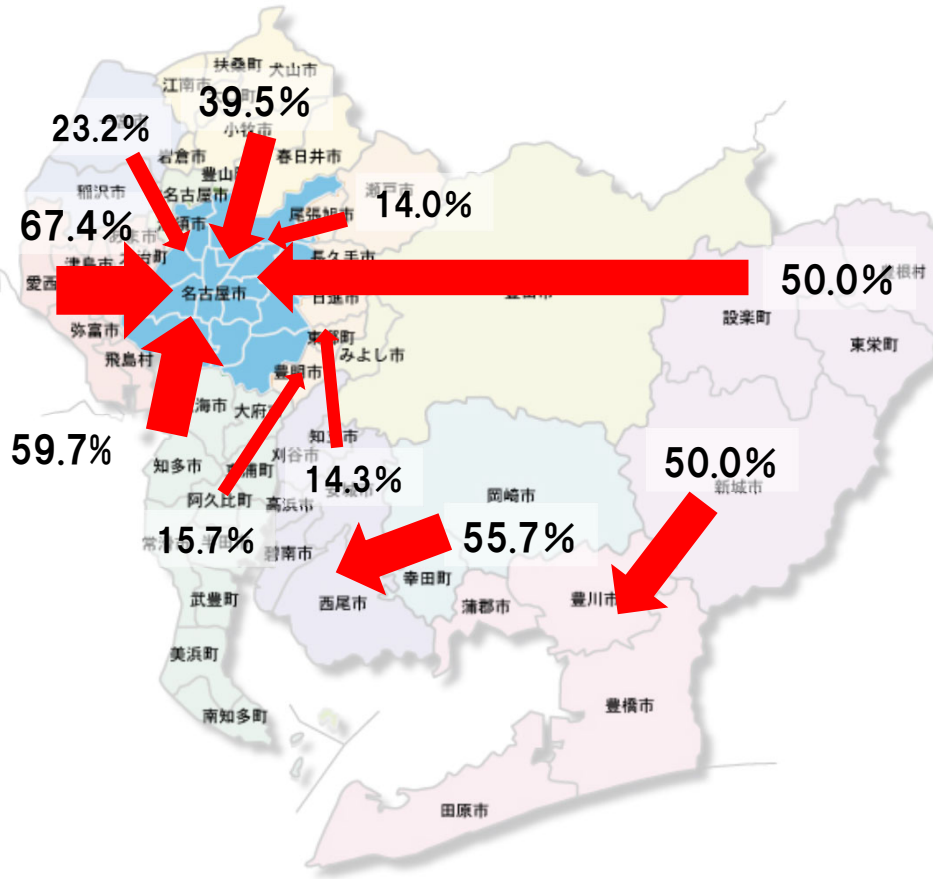 扶桑町
犬山市
江南市
39.5%
23.2%
小牧市
岩倉市
春日井市
豊山町
瀬戸市
稲沢市
名古屋市
尾張旭市
14.0%
67.4%
長久手市
津島市
名古屋市
日進市
50.0%
設楽町
弥富市
東郷町
みよし市
東栄町
飛島村
豊明市
大府
59.7%
知多市
刈谷市
14.3%
50.0%
新城市
岡崎市
阿久比町
高浜市
15.7%
碧南市
55.7%
幸田町
西尾市
蒲郡市
豊川市
武豊町
美浜町
南知多町
豊橋市
田原市